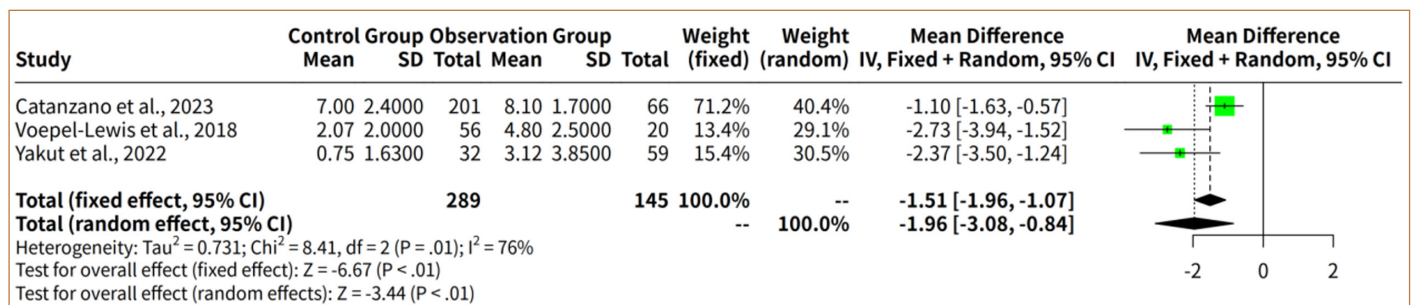 Control Group Observation Group Weight Weight Mean Difference Mean Difference
Study Mean SD Total Mean SD Total (fixed) (random) IV, Fixed + Random, 95% CI IV, Fixed + Random, 95% CI
Catanzano et al., 2023 7.00 2.4000 201 8.10 1.7000 66 71.2% 40.4% -1.10 [-1.63, -0.57]
Voepel-Lewis et al., 2018 2.07 2.0000 56 4.80 2.5000 20 13.4% 29.1% -2.73 [-3.94, -1.52]
Yakut et al., 2022 0.75 1.6300 32 3.12 3.8500 59 15.4% 30.5% -2.37 [-3.50, -1.24]
Total (fixed effect, 95% CI) 289 145 100.0% -- -1.51 [-1.96, -1.07]
Total (random effect, 95% CI) -- 100.0% -1.96 [-3.08, -0.84]
Heterogeneity: Tau² = 0.731; Chi² = 8.41, df = 2 (P = .01); I² = 76%
Test for overall effect (fixed effect): Z = -6.67 (P < .01)
Test for overall effect (random effects): Z = -3.44 (P < .01)
-2 0 2